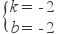 k = - 2
b = - 2